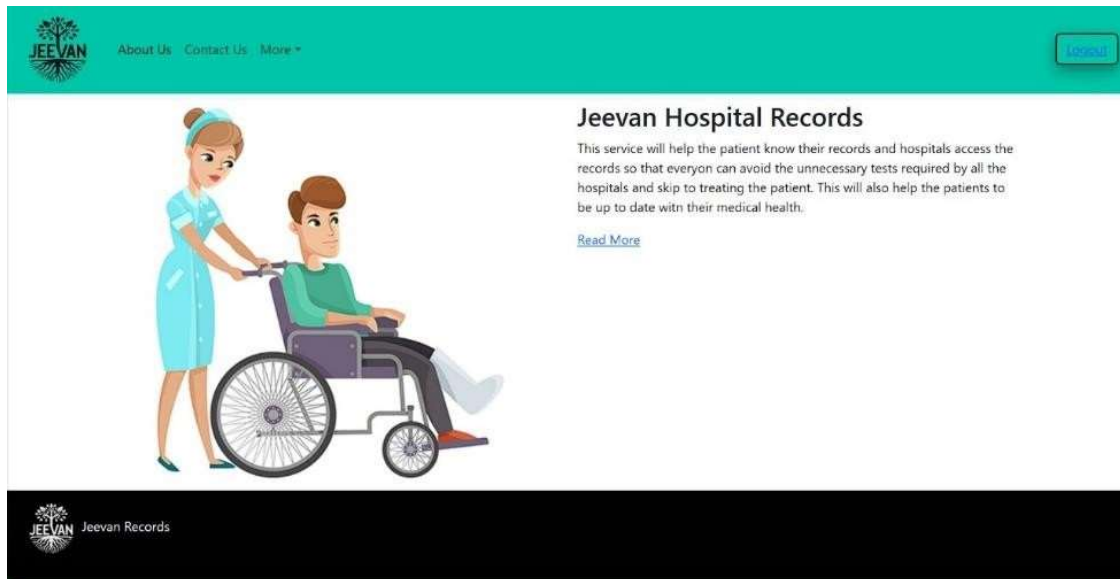 JEEVAN
About Us Contact Us More
Logout
Jeevan Hospital Records
This service will help the patient know their records and hospitals access the
records so that everyon can avoid the unnecessary tests required by all the
hospitals and skip to treating the patient. This will also help the patients to
be up to date witn their medical health.
Read More
JEEVAN Jeevan Records